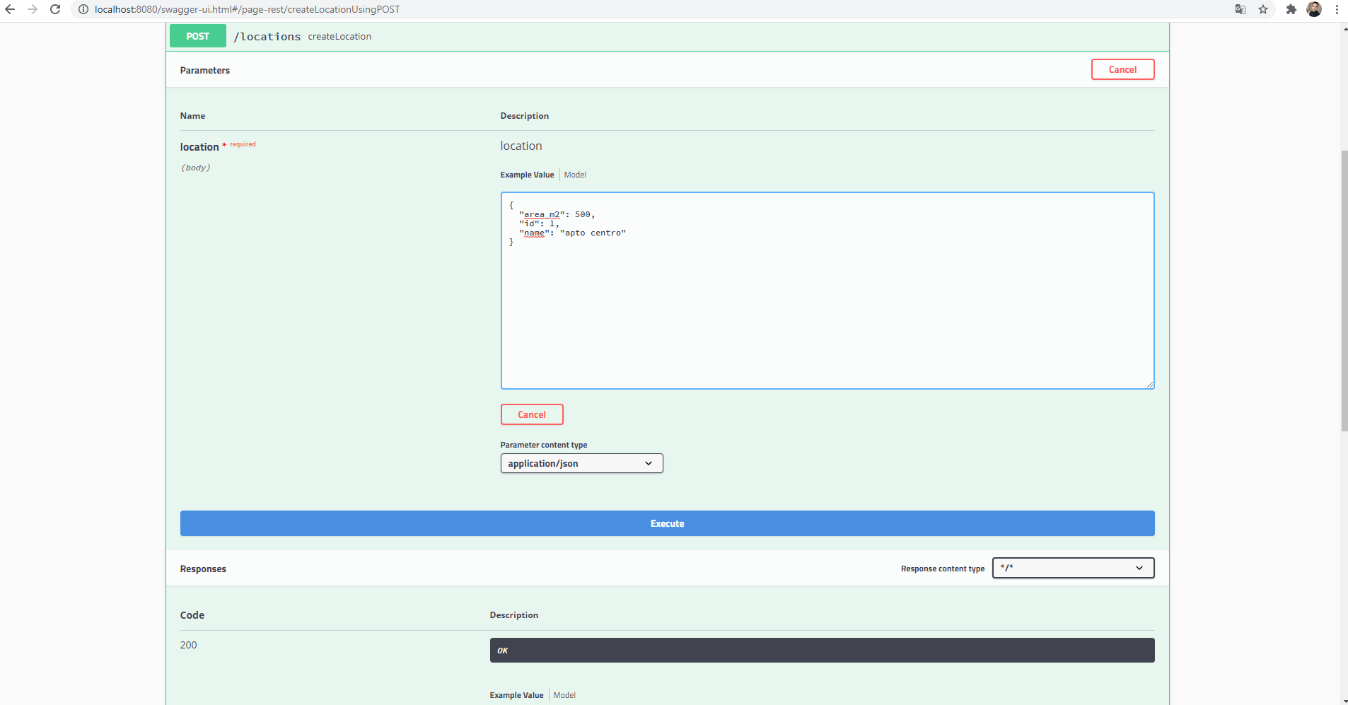 localhost:8080/swagger-ui.html#/page-rest/createLocationUsingPOST
POST /locations createLocation
Parameters Cancel
Name Description
location * required location
(body)
Example Value Model
{
"area_m2": 500,
"id": 1,
"name": "apto centro"
}
Cancel
Parameter content type
application/json
Execute
Responses Response content type */*
Code Description
200 OK
Example Value Model